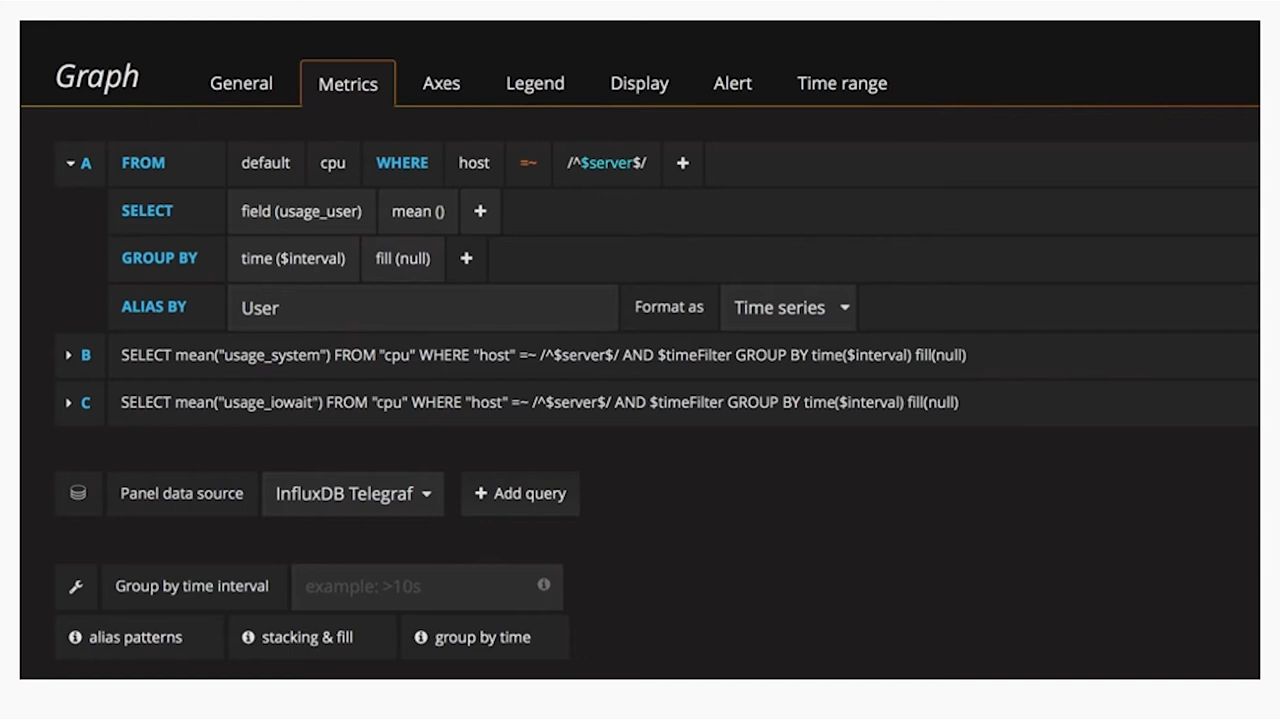 Graph General Metrics Axes Legend Display Alert Time range
A FROM default cpu WHERE host =~ /^$server$/ +
SELECT field (usage_user) mean () +
GROUP BY time ($interval) fill (null) +
ALIAS BY User Format as Time series
B SELECT mean("usage_system") FROM "cpu" WHERE "host" =~ /^$server$/ AND $timeFilter GROUP BY time($interval) fill(null)
C SELECT mean("usage_iowait") FROM "cpu" WHERE "host" =~ /^$server$/ AND $timeFilter GROUP BY time($interval) fill(null)
Panel data source InfluxDB Telegraf + Add query
Group by time interval example: >10s
alias patterns stacking & fill group by time